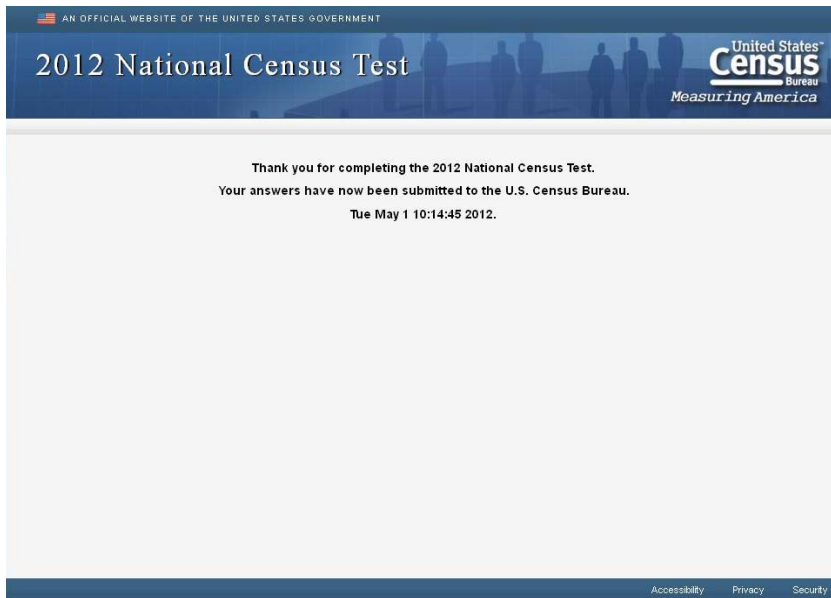 AN OFFICIAL WEBSITE OF THE UNITED STATES GOVERNMENT
2012 National Census Test
United States™
Census
Bureau
Measuring America
Thank you for completing the 2012 National Census Test.
Your answers have now been submitted to the U.S. Census Bureau.
Tue May 1 10:14:45 2012.
Accessibility Privacy Security